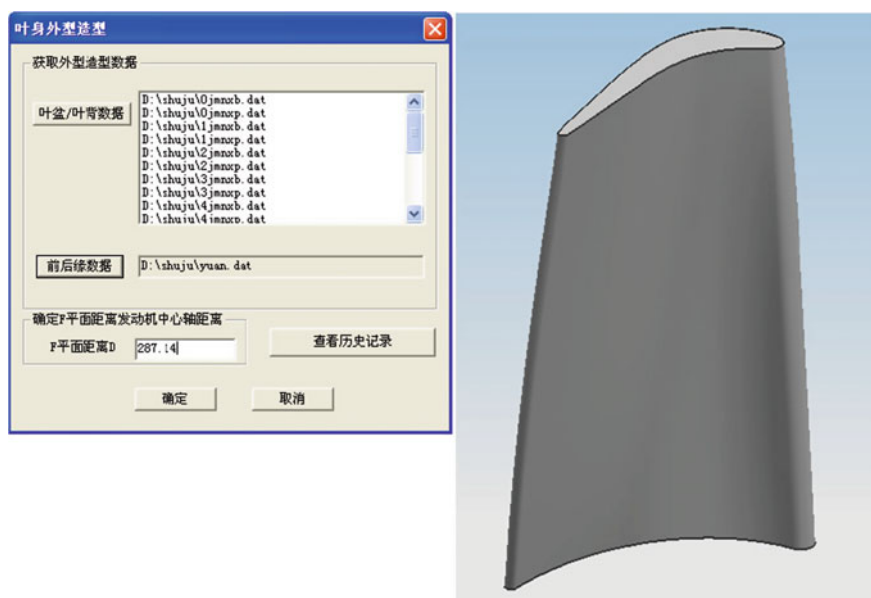 叶身外型造型
获取外型造型数据
叶盆/叶背数据
D:\shuju\0jmnxb.dat
D:\shuju\0jmnxp.dat
D:\shuju\1jmnxb.dat
D:\shuju\1jmnxp.dat
D:\shuju\2jmnxb.dat
D:\shuju\2jmnxp.dat
D:\shuju\3jmnxb.dat
D:\shuju\3jmnxp.dat
D:\shuju\4jmnxb.dat
D:\shuju\4jmnxp.dat
前后缘数据
D:\shuju\yuan.dat
确定F平面距离发动机中心轴距离
F平面距离D
287.14
查看历史记录
确定
取消